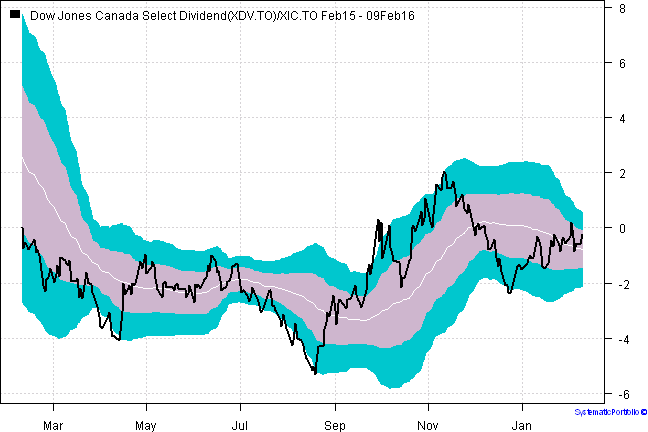 Dow Jones Canada Select Dividend(XDV.TO)/XIC.TO Feb15 - 09Feb16
8
6
4
2
0
-2
-4
-6
Mar May Jul Sep Nov Jan
SystematicPortfolio ©